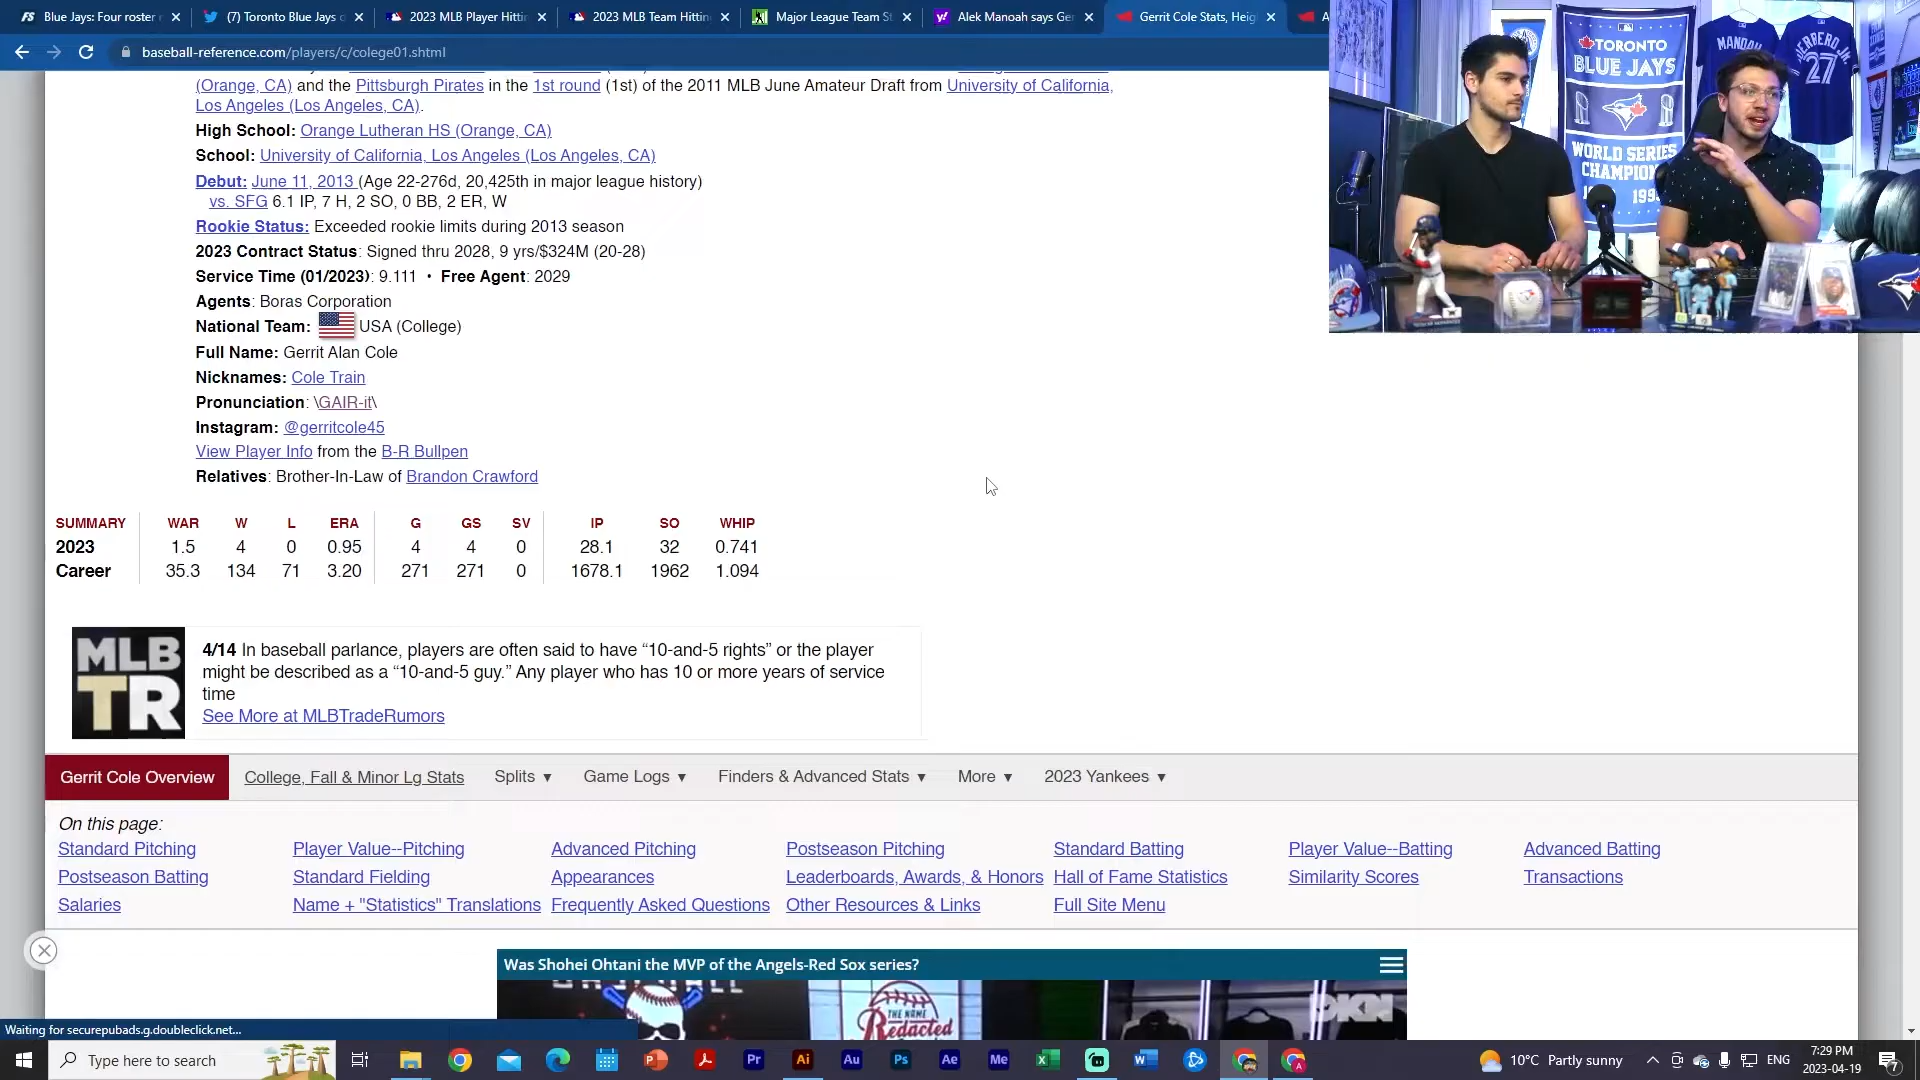 Blue Jays: Four roster
(7) Toronto Blue Jays
2023 MLB Player Hittin
2023 MLB Team Hittin
Major League Team St
Alek Manoah says Ger
Gerrit Cole Stats, Heig
baseball-reference.com/players/c/colege01.shtml
(Orange, CA) and the Pittsburgh Pirates in the 1st round (1st) of the 2011 MLB June Amateur Draft from University of California,
Los Angeles (Los Angeles, CA).
High School: Orange Lutheran HS (Orange, CA)
School: University of California, Los Angeles (Los Angeles, CA)
Debut: June 11, 2013 (Age 22-276d, 20,425th in major league history)
vs. SFG 6.1 IP, 7 H, 2 SO, 0 BB, 2 ER, W
Rookie Status: Exceeded rookie limits during 2013 season
2023 Contract Status: Signed thru 2028, 9 yrs/$324M (20-28)
Service Time (01/2023): 9.111 • Free Agent: 2029
Agents: Boras Corporation
National Team: USA (College)
Full Name: Gerrit Alan Cole
Nicknames: Cole Train
Pronunciation: \GAIR-it\
Instagram: @gerritcole45
View Player Info from the B-R Bullpen
Relatives: Brother-In-Law of Brandon Crawford
TORONTO
BLUE JAYS
WORLD SERIES
CHAMPION
MANOAH
27
SUMMARY WAR W L ERA G GS SV IP SO WHIP
2023 1.5 4 0 0.95 4 4 0 28.1 32 0.741
Career 35.3 134 71 3.20 271 271 0 1678.1 1962 1.094
MLB
TR
4/14 In baseball parlance, players are often said to have “10-and-5 rights” or the player
might be described as a “10-and-5 guy.” Any player who has 10 or more years of service
time
See More at MLBTradeRumors
Gerrit Cole Overview College, Fall & Minor Lg Stats Splits ▼ Game Logs ▼ Finders & Advanced Stats ▼ More ▼ 2023 Yankees ▼
On this page:
Standard Pitching Player Value--Pitching Advanced Pitching Postseason Pitching Standard Batting Player Value--Batting Advanced Batting
Postseason Batting Standard Fielding Appearances Leaderboards, Awards, & Honors Hall of Fame Statistics Similarity Scores Transactions
Salaries Name + "Statistics" Translations Frequently Asked Questions Other Resources & Links Full Site Menu
Was Shohei Ohtani the MVP of the Angels-Red Sox series?
THE NAME
Redacted
DKN
Waiting for securepubads.g.doubleclick.net...
Type here to search
Pr Ai Au Ps Ae Me
10°C Partly sunny
ENG
7:29 PM
2023-04-19
7